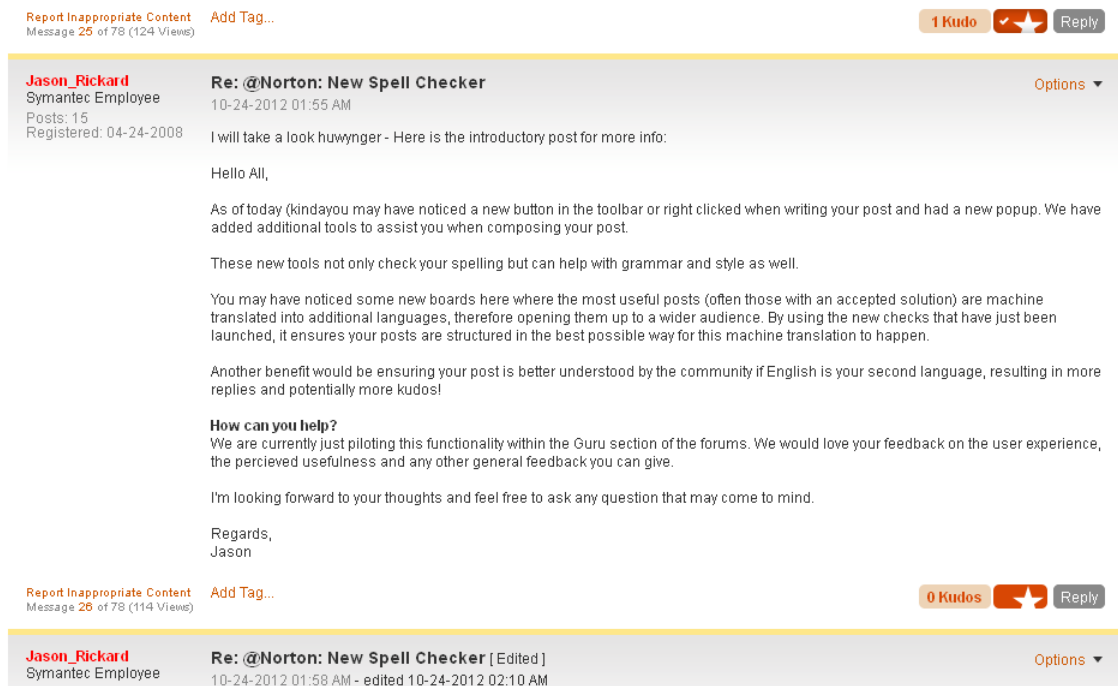 Report Inappropriate Content
Message 25 of 78 (124 Views)
Add Tag...
1 Kudo
Reply
Jason_Rickard
Symantec Employee
Posts: 15
Registered: 04-24-2008
Re: @Norton: New Spell Checker
10-24-2012 01:55 AM
Options
I will take a look huwynger - Here is the introductory post for more info:
Hello All,
As of today (kindayou may have noticed a new button in the toolbar or right clicked when writing your post and had a new popup. We have
added additional tools to assist you when composing your post.
These new tools not only check your spelling but can help with grammar and style as well.
You may have noticed some new boards here where the most useful posts (often those with an accepted solution) are machine
translated into additional languages, therefore opening them up to a wider audience. By using the new checks that have just been
launched, it ensures your posts are structured in the best possible way for this machine translation to happen.
Another benefit would be ensuring your post is better understood by the community if English is your second language, resulting in more
replies and potentially more kudos!
How can you help?
We are currently just piloting this functionality within the Guru section of the forums. We would love your feedback on the user experience,
the percieved usefulness and any other general feedback you can give.
I'm looking forward to your thoughts and feel free to ask any question that may come to mind.
Regards,
Jason
Report Inappropriate Content
Message 26 of 78 (114 Views)
Add Tag...
0 Kudos
Reply
Jason_Rickard
Symantec Employee
Re: @Norton: New Spell Checker [ Edited ]
10-24-2012 01:58 AM - edited 10-24-2012 02:10 AM
Options